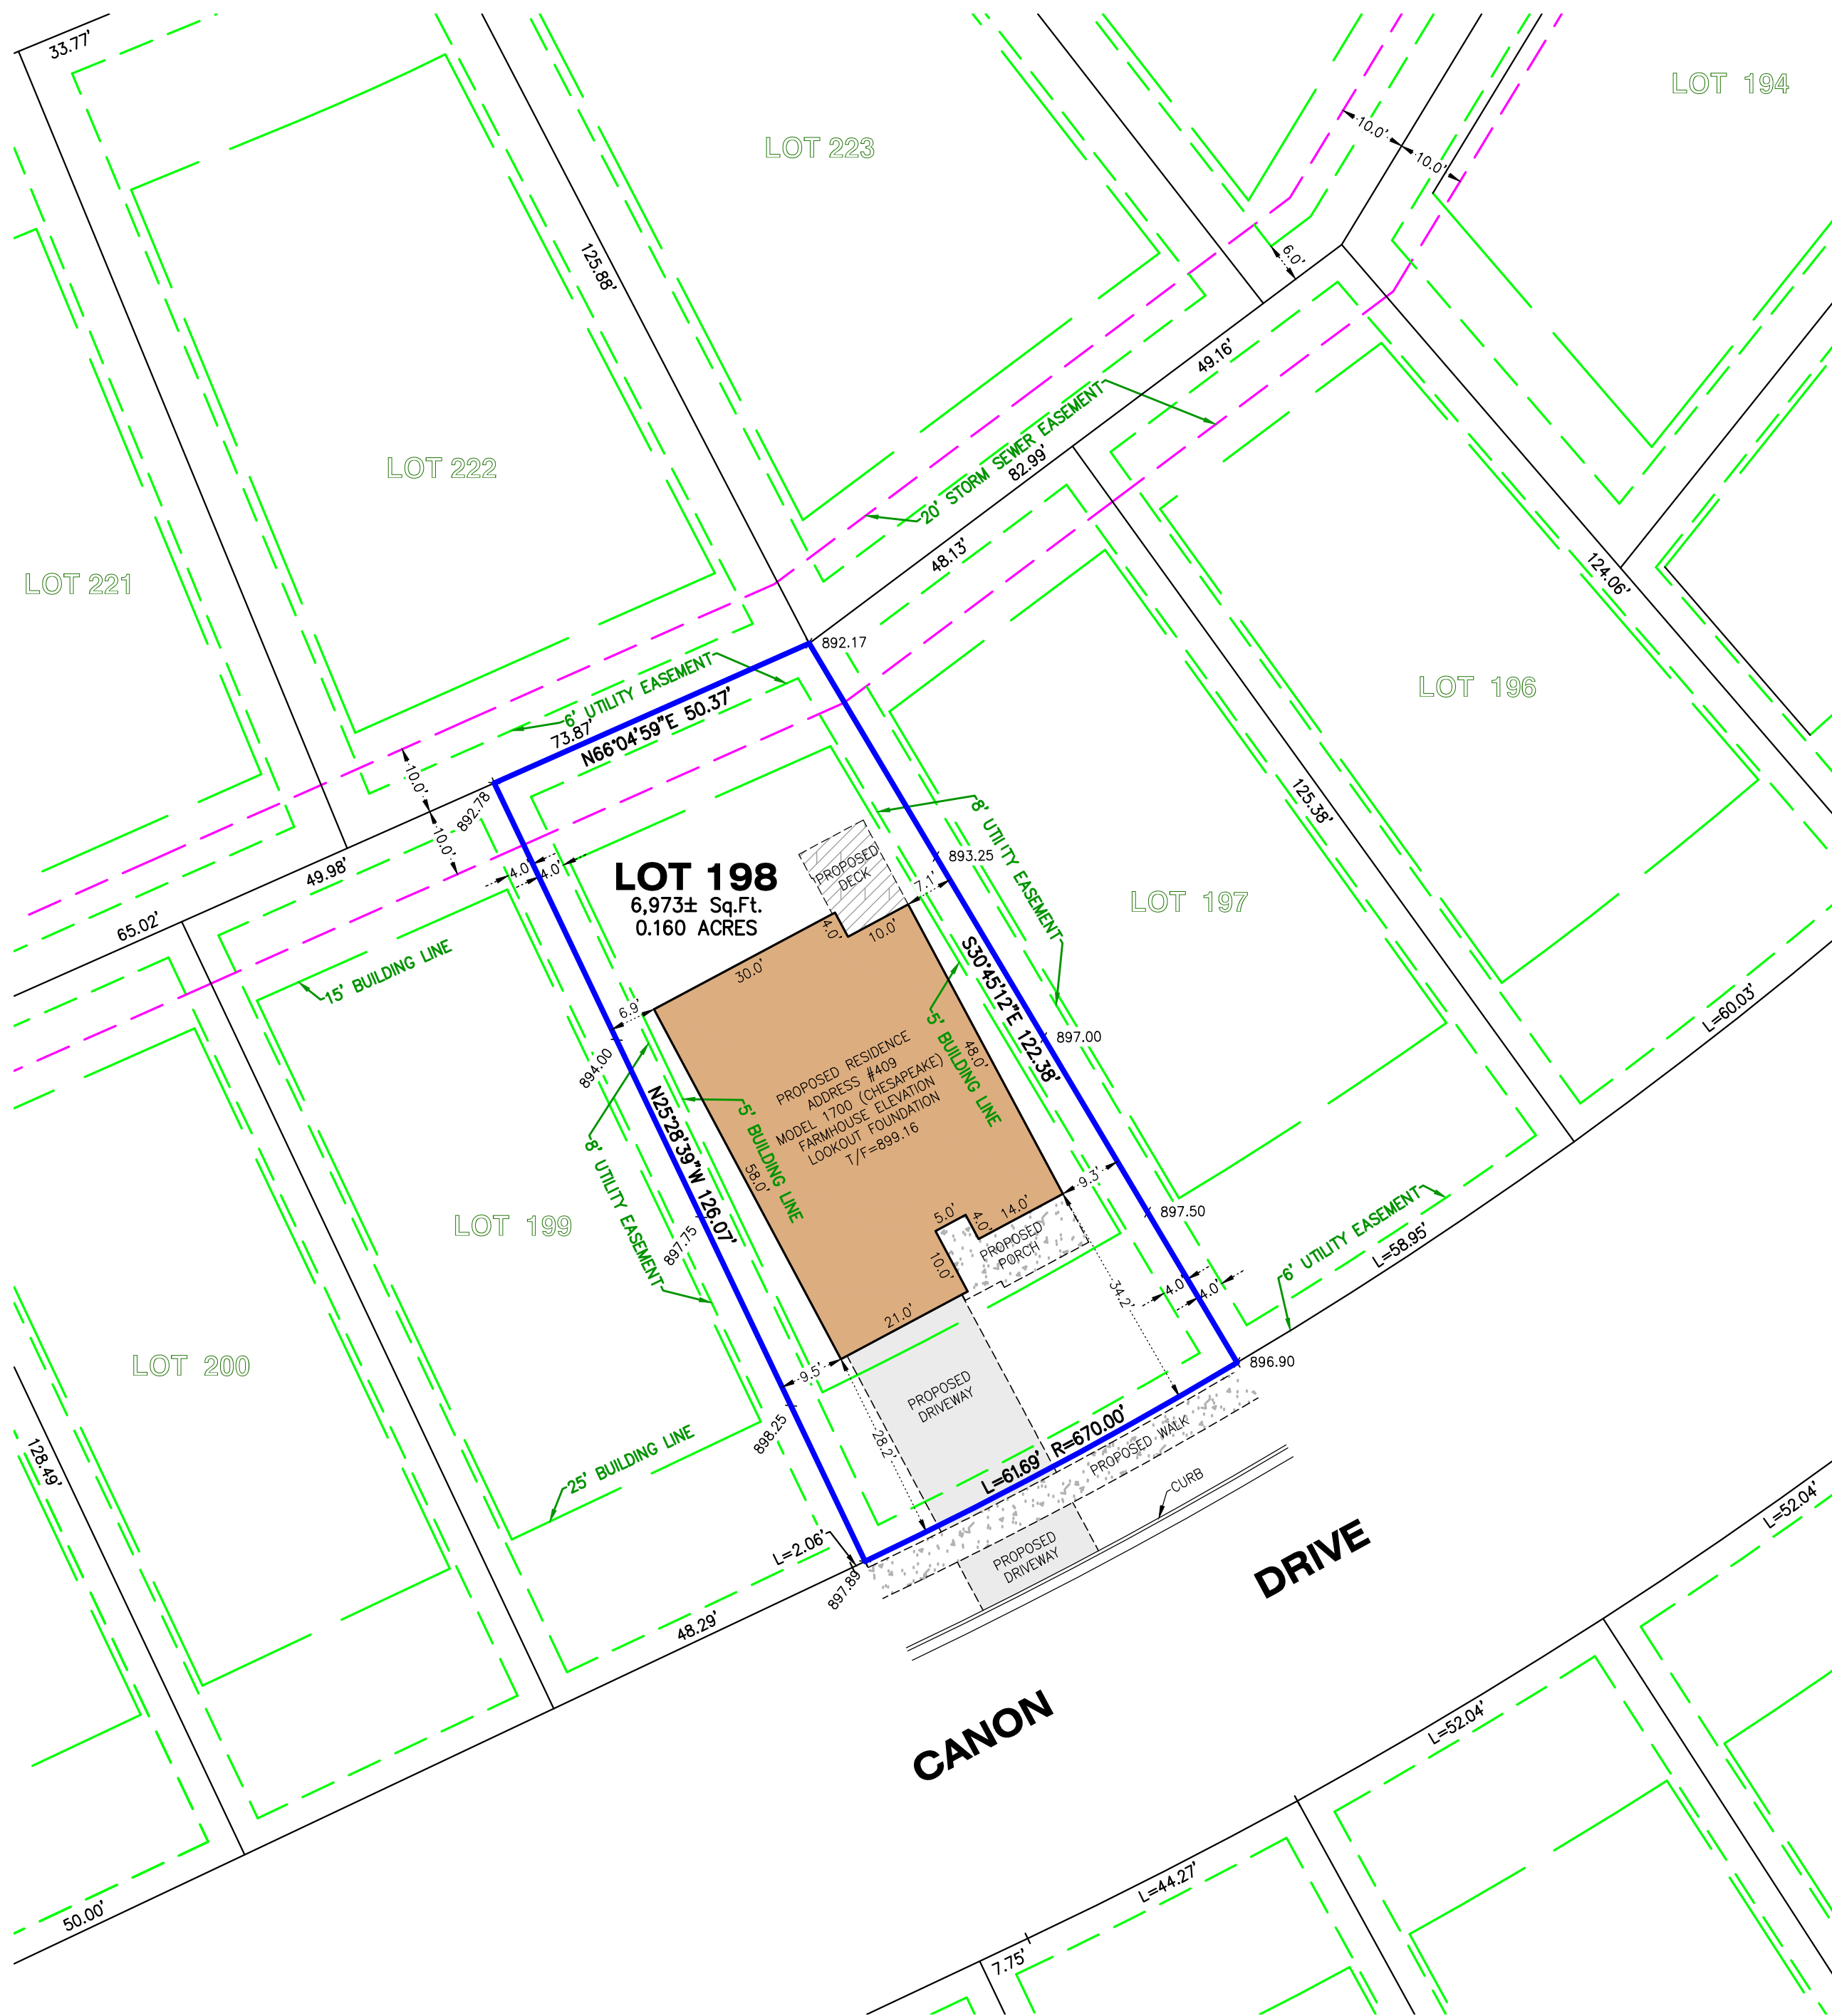 33.77'
LOT 194
LOT 223
10.0'
10.0'
125.88'
6.0'
49.16'
LOT 222
20' STORM SEWER EASEMENT
82.99'
48.13'
LOT 221
124.06'
892.17
6' UTILITY EASEMENT
73.87'
N66°04'59"E 50.37'
LOT 196
10.0'
10.0'
892.78
125.38'
8' UTILITY EASEMENT
49.98'
4.0'
4.0'
LOT 198
6,973± Sq.Ft.
0.160 ACRES
PROPOSED
DECK
893.25
7.1'
LOT 197
65.02'
15' BUILDING LINE
4.0'
10.0'
30.0'
S30°45'12"E 122.38'
6.9'
5' BUILDING LINE
897.00
L=60.03'
894.00
48.0'
PROPOSED RESIDENCE
ADDRESS #409
MODEL 1700 (CHESAPEAKE)
FARMHOUSE ELEVATION
LOOKOUT FOUNDATION
T/F=899.16
N25°28'39"W 126.07'
5' BUILDING LINE
8' UTILITY EASEMENT
58.0'
9.3'
LOT 199
897.75
5.0'
4.0'
14.0'
PROPOSED
PORCH
10.0'
897.50
6' UTILITY EASEMENT
L=58.95'
34.2'
4.0'
4.0'
21.0'
LOT 200
9.5'
896.90
PROPOSED
DRIVEWAY
898.25
28.2'
L=61.69' R=670.00'
PROPOSED WALK
128.49'
25' BUILDING LINE
CURB
L=52.04'
L=2.06'
897.89
PROPOSED
DRIVEWAY
48.29'
CANON DRIVE
L=52.04'
L=44.27'
50.00'
7.75'